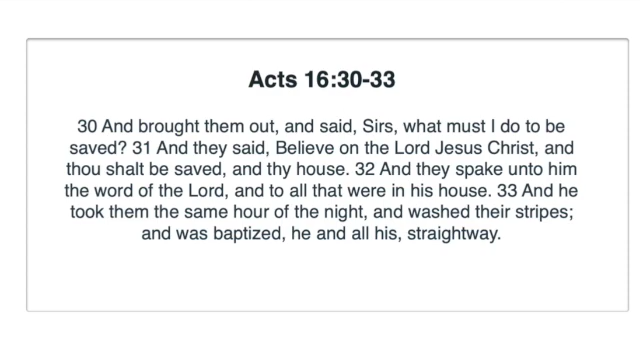 Acts 16:30-33
30 And brought them out, and said, Sirs, what must I do to be
saved? 31 And they said, Believe on the Lord Jesus Christ, and
thou shalt be saved, and thy house. 32 And they spake unto him
the word of the Lord, and to all that were in his house. 33 And he
took them the same hour of the night, and washed their stripes;
and was baptized, he and all his, straightway.